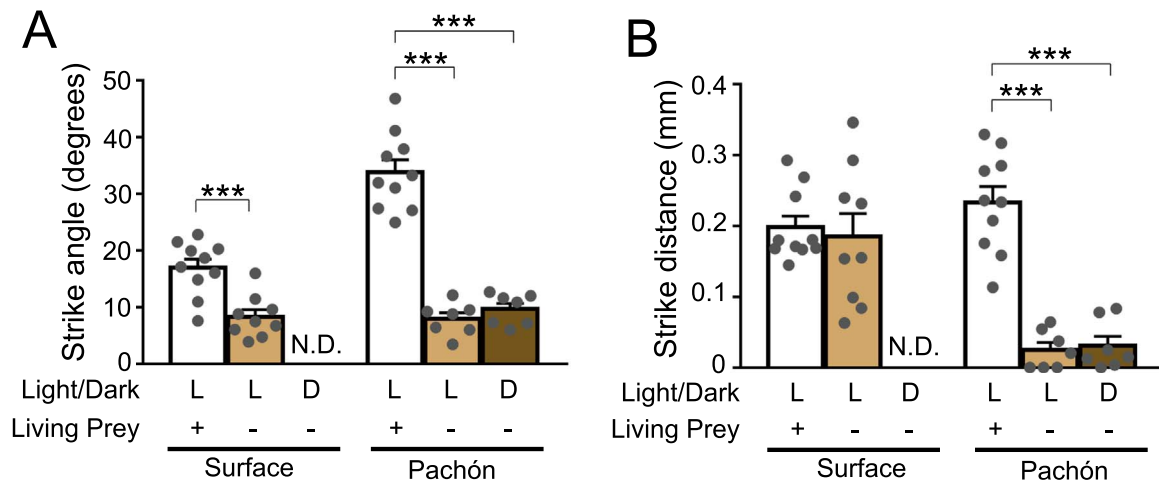 A
Strike angle (degrees)
50
40
30
20
10
0
***
***
***
N.D.
Light/Dark L L D L L D
Living Prey + - - + - -
Surface Pachón
B
Strike distance (mm)
0.4
0.3
0.2
0.1
0
***
***
N.D.
Light/Dark L L D L L D
Living Prey + - - + - -
Surface Pachón